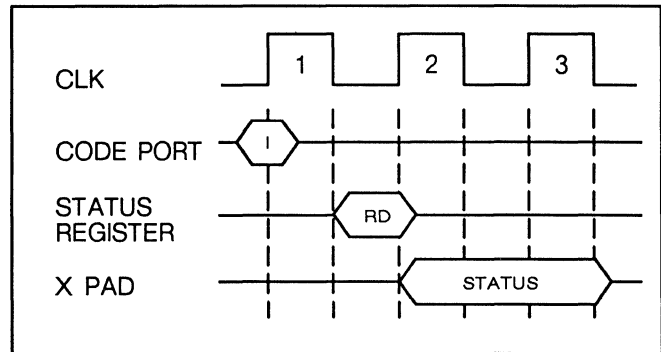 CLK 1 2 3
CODE PORT I
STATUS
REGISTER RD
X PAD STATUS